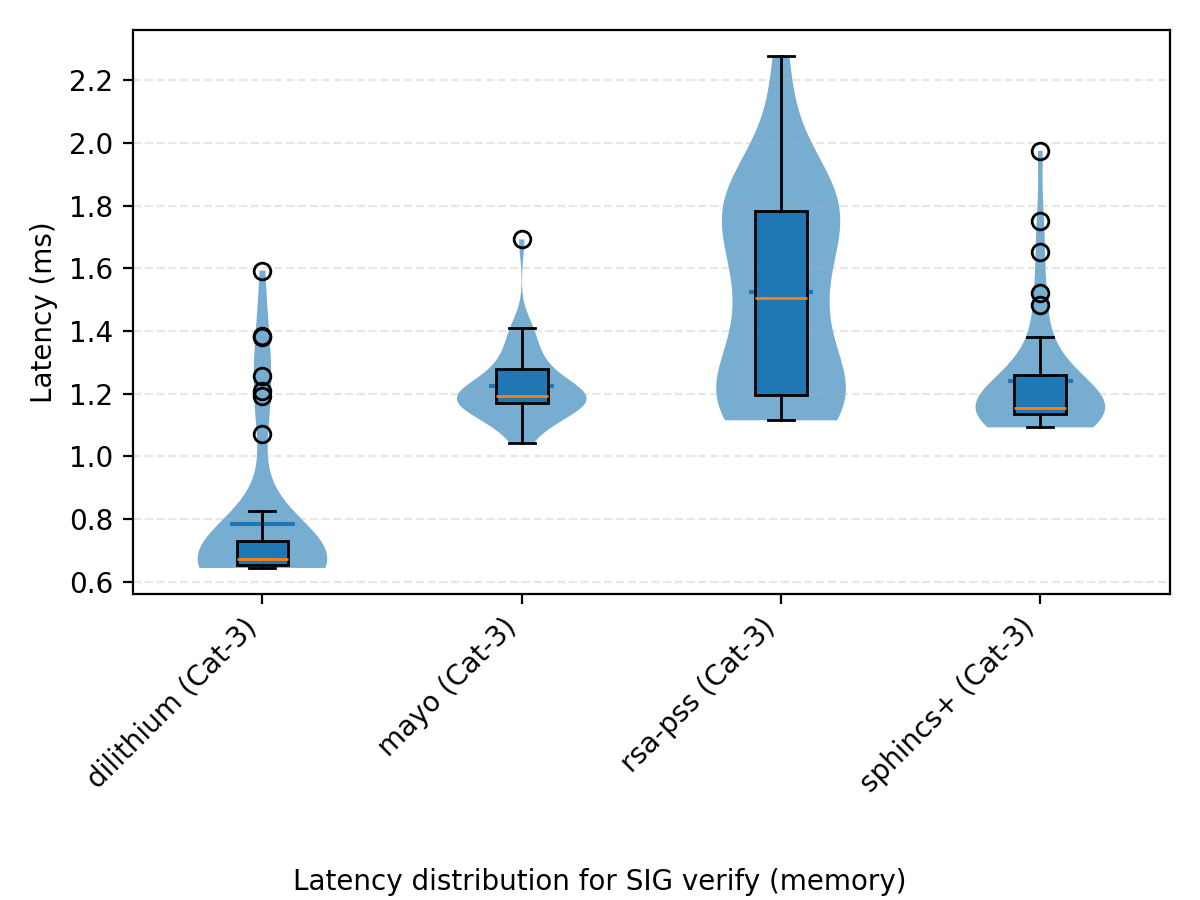 Latency (ms)
2.2
2.0
1.8
1.6
1.4
1.2
1.0
0.8
0.6
dilithium (Cat-3)
mayo (Cat-3)
rsa-pss (Cat-3)
sphincs+ (Cat-3)
Latency distribution for SIG verify (memory)